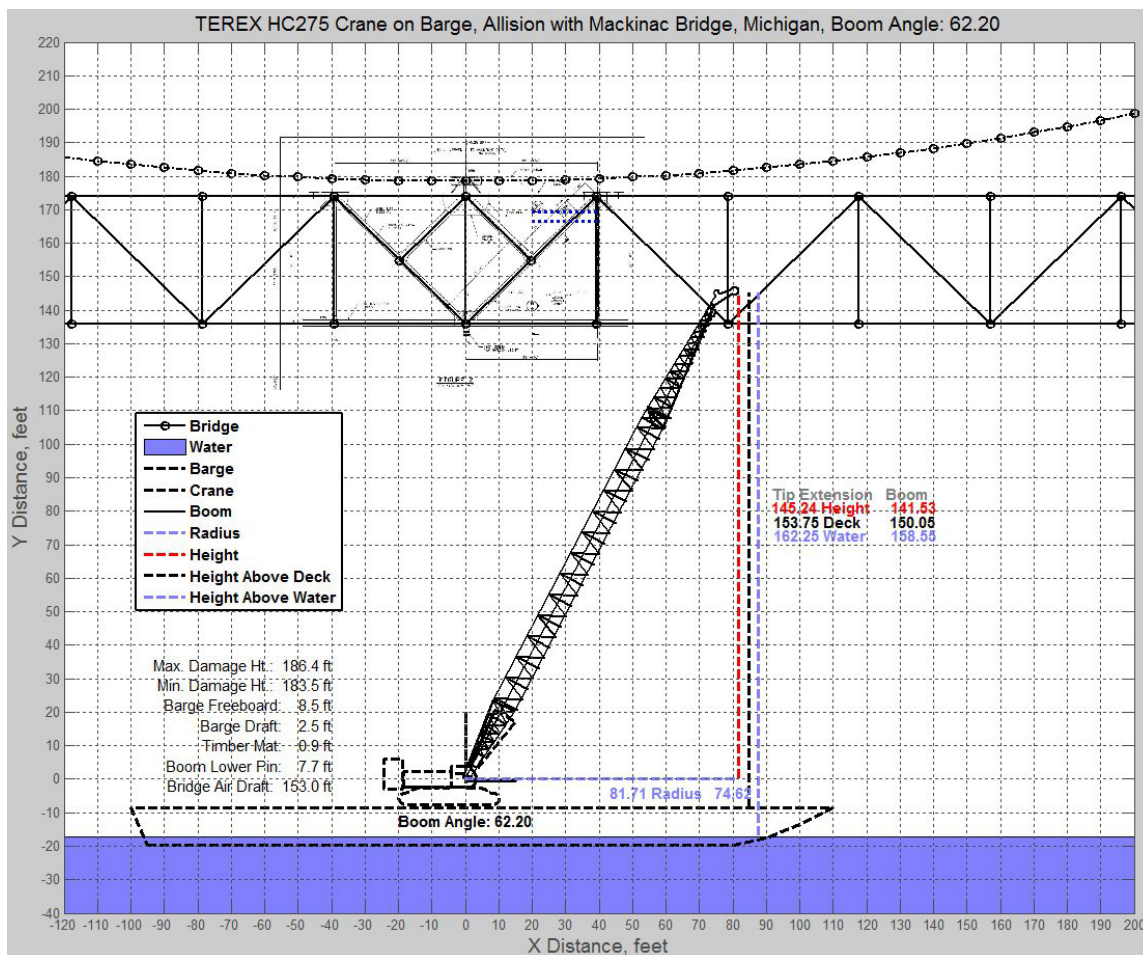 TEREX HC275 Crane on Barge, Allision with Mackinac Bridge, Michigan, Boom Angle: 62.20
220
210
200
190
180
170
160
150
140
130
120
110
100
90
80
70
60
50
40
30
20
10
0
-10
-20
-30
-40
Y Distance, feet
Bridge
Water
Barge
Crane
Boom
Radius
Height
Height Above Deck
Height Above Water
Tip Extension Boom
145.24 Height 141.53
153.75 Deck 150.05
162.25 Water 158.55
Max. Damage Ht.: 186.4 ft
Min. Damage Ht.: 183.5 ft
Barge Freeboard: 8.5 ft
Barge Draft: 2.5 ft
Timber Mat: 0.9 ft
Boom Lower Pin: 7.7 ft
Bridge Air Draft: 153.0 ft
81.71 Radius 74.62
Boom Angle: 62.20
-120 -110 -100 -90 -80 -70 -60 -50 -40 -30 -20 -10 0 10 20 30 40 50 60 70 80 90 100 110 120 130 140 150 160 170 180 190 200
X Distance, feet